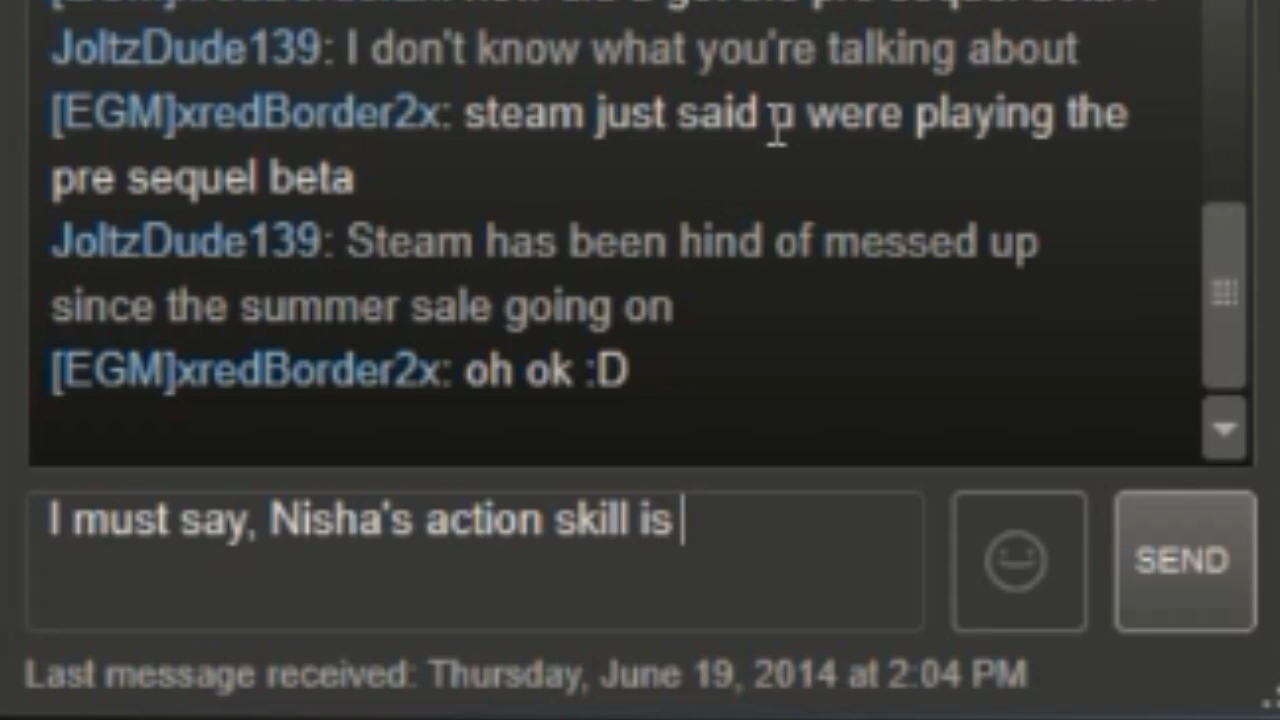 JoltzDude139: I don't know what you're talking about
[EGM]xredBorder2x: steam just said u were playing the
pre sequel beta
JoltzDude139: Steam has been hind of messed up
since the summer sale going on
[EGM]xredBorder2x: oh ok :D
I must say, Nisha's action skill is
SEND
Last message received: Thursday, June 19, 2014 at 2:04 PM